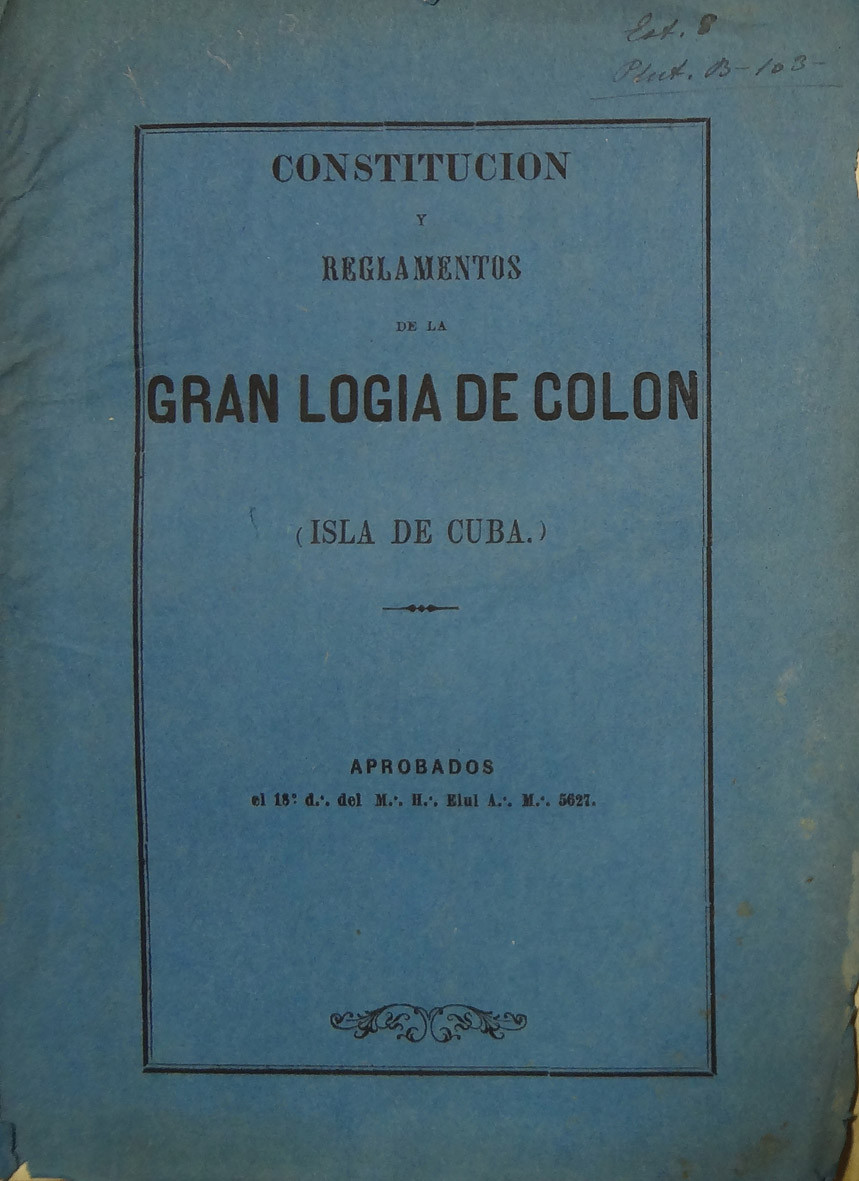 Est. 8
Plut. B-103-
CONSTITUCION
Y
REGLAMENTOS
DE LA
GRAN LOGIA DE COLON
(ISLA DE CUBA.)
APROBADOS
el 18º d.·. del M.·. H.·. Elul A.·. M.·. 5627.